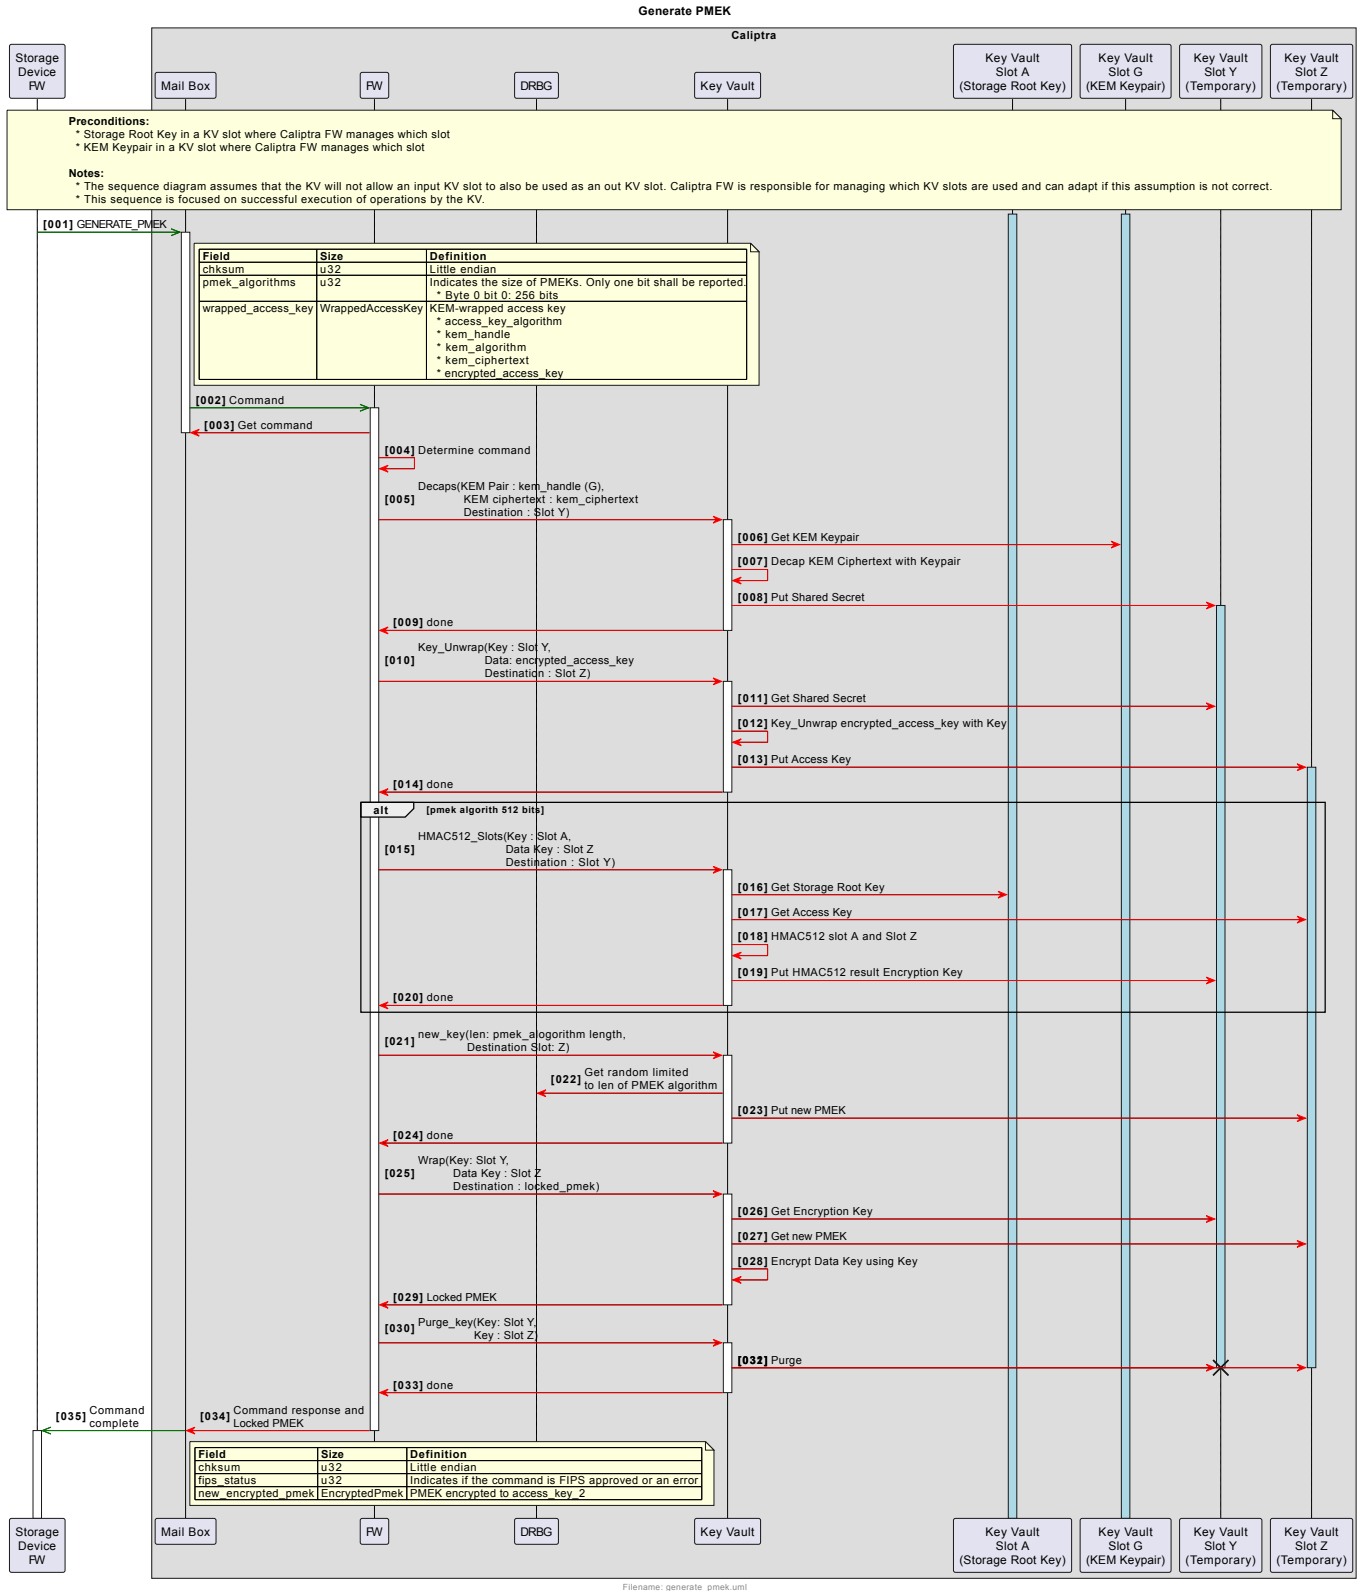 Generate PMEK
Caliptra
Storage
Device
FW
Mail Box
FW
DRBG
Key Vault
Key Vault
Slot A
(Storage Root Key)
Key Vault
Slot G
(KEM Keypair)
Key Vault
Slot Y
(Temporary)
Key Vault
Slot Z
(Temporary)
Preconditions:
* Storage Root Key in a KV slot where Caliptra FW manages which slot
* KEM Keypair in a KV slot where Caliptra FW manages which slot
Notes:
* The sequence diagram assumes that the KV will not allow an input KV slot to also be used as an out KV slot. Caliptra FW is responsible for managing which KV slots are used and can adapt if this assumption is not correct.
* This sequence is focused on successful execution of operations by the KV.
[001] GENERATE_PMEK
Field Size Definition
chksum u32 Little endian
pmek_algorithms u32 Indicates the size of PMEKs. Only one bit shall be reported.
* Byte 0 bit 0: 256 bits
wrapped_access_key WrappedAccessKey KEM-wrapped access key
* access_key_algorithm
* kem_handle
* kem_algorithm
* kem_ciphertext
* encrypted_access_key
[002] Command
[003] Get command
[004] Determine command
Decaps(KEM Pair : kem_handle (G),
[005] KEM ciphertext : kem_ciphertext
Destination : Slot Y)
[006] Get KEM Keypair
[007] Decap KEM Ciphertext with Keypair
[008] Put Shared Secret
[009] done
Key_Unwrap(Key : Slot Y,
[010] Data: encrypted_access_key
Destination : Slot Z)
[011] Get Shared Secret
[012] Key_Unwrap encrypted_access_key with Key
[013] Put Access Key
[014] done
alt [pmek algorith 512 bits]
HMAC512_Slots(Key : Slot A,
[015] Data Key : Slot Z
Destination : Slot Y)
[016] Get Storage Root Key
[017] Get Access Key
[018] HMAC512 slot A and Slot Z
[019] Put HMAC512 result Encryption Key
[020] done
[021] new_key(len: pmek_alogorithm length,
Destination Slot: Z)
[022] Get random limited
to len of PMEK algorithm
[023] Put new PMEK
[024] done
Wrap(Key: Slot Y,
[025] Data Key : Slot Z
Destination : locked_pmek)
[026] Get Encryption Key
[027] Get new PMEK
[028] Encrypt Data Key using Key
[029] Locked PMEK
[030] Purge_key(Key: Slot Y,
Key : Slot Z)
Purge
[033] done
[034] Command response and
Locked PMEK
[035] Command
complete
Field Size Definition
chksum u32 Little endian
fips_status u32 Indicates if the command is FIPS approved or an error
new_encrypted_pmek EncryptedPmek PMEK encrypted to access_key_2
Storage
Device
FW
Mail Box
FW
DRBG
Key Vault
Key Vault
Slot A
(Storage Root Key)
Key Vault
Slot G
(KEM Keypair)
Key Vault
Slot Y
(Temporary)
Key Vault
Slot Z
(Temporary)
Filename: generate_pmek.uml